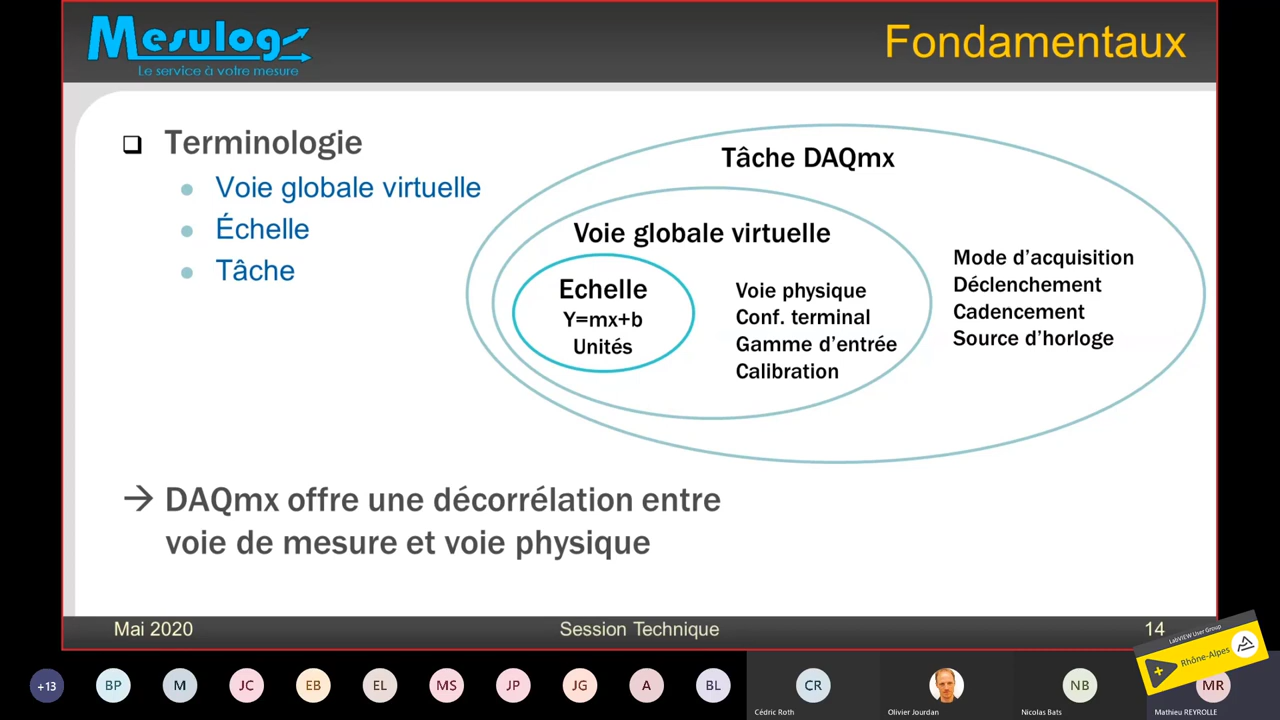 Mesulog
Le service à votre mesure
Fondamentaux
Terminologie
Voie globale virtuelle
Échelle
Tâche
Tâche DAQmx
Voie globale virtuelle
Echelle
Y=mx+b
Unités
Voie physique
Conf. terminal
Gamme d'entrée
Calibration
Mode d'acquisition
Déclenchement
Cadencement
Source d'horloge
→ DAQmx offre une décorrélation entre
voie de mesure et voie physique
Mai 2020
Session Technique
14
LabVIEW User Group
Rhône-Alpes
+13
BP
M
JC
EB
EL
MS
JP
JG
A
BL
CR
NB
MR
Cédric Roth
Olivier Jourdan
Nicolas Bats
Mathieu REYROLLE